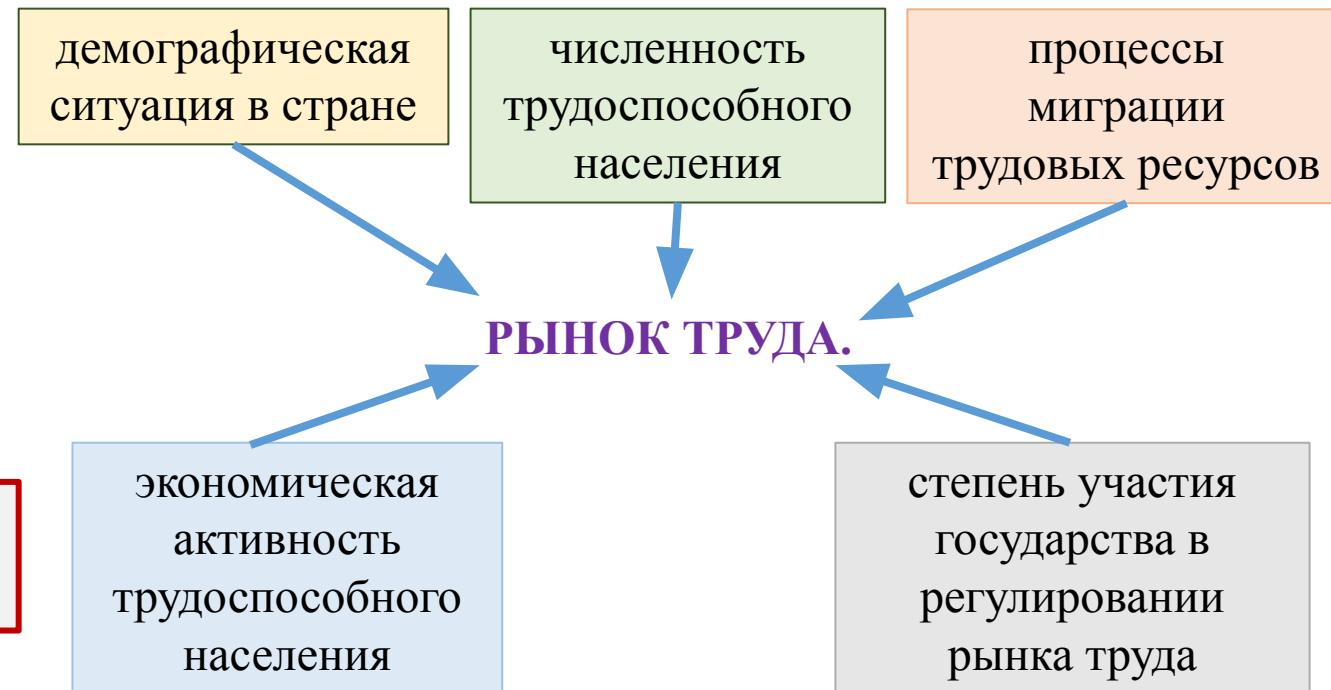 демографическая
ситуация в стране
численность
трудоспособного
населения
процессы
миграции
трудовых ресурсов
РЫНОК ТРУДА.
экономическая
активность
трудоспособного
населения
степень участия
государства в
регулировании
рынка труда